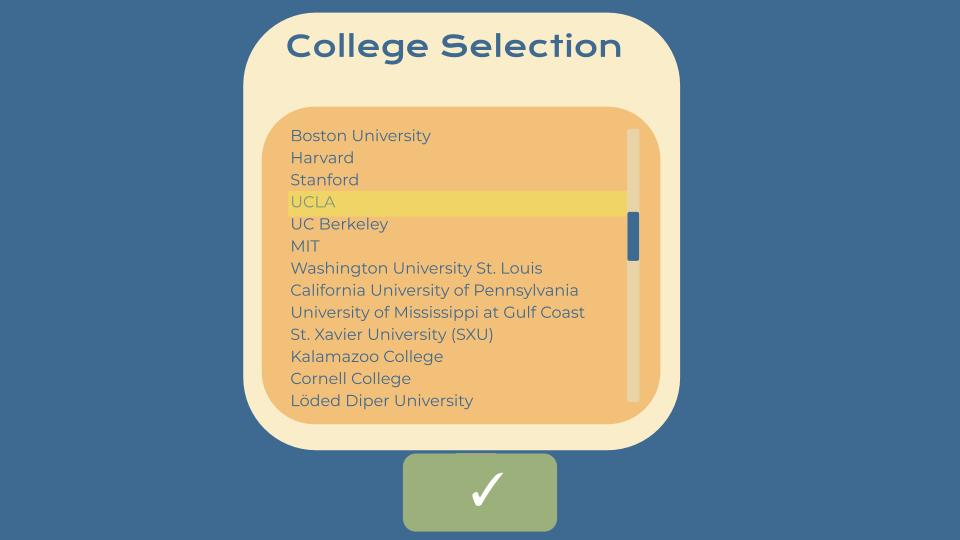 College Selection
Boston University
Harvard
Stanford
UCLA
UC Berkeley
MIT
Washington University St. Louis
California University of Pennsylvania
University of Mississippi at Gulf Coast
St. Xavier University (SXU)
Kalamazoo College
Cornell College
Löded Diper University
✓